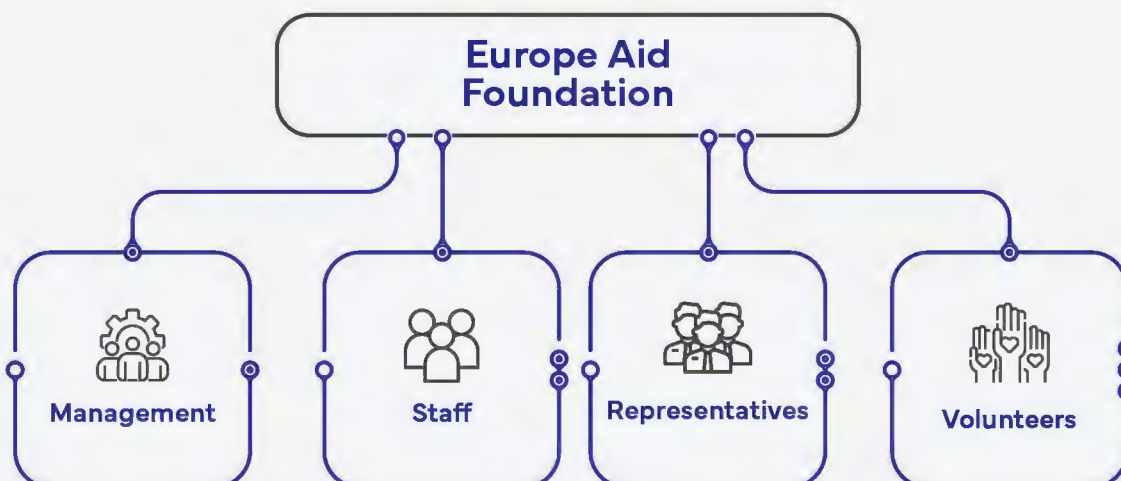 Europe Aid
Foundation
Management
Staff
Representatives
Volunteers